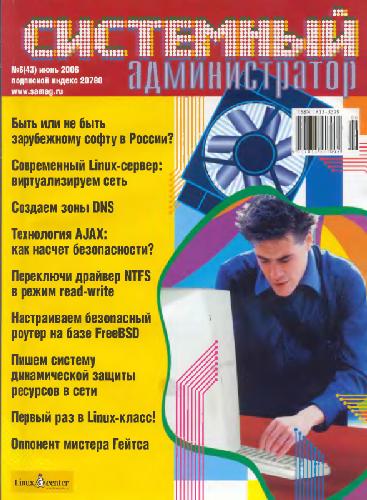 СИСТЕМНЫЙ
администратор
№6(43) июнь 2006
подписной индекс 20780
www.samag.ru
Быть или не быть
зарубежному софту в России?
Современный Linux-сервер:
виртуализируем сеть
Создаем зоны DNS
Технология AJAX:
как насчет безопасности?
Переключи драйвер NTFS
в режим read-write
Настраиваем безопасный
роутер на базе FreeBSD
Пишем систему
динамической защиты
ресурсов в сети
Первый раз в Linux-класс!
Оппонент мистера Гейтса
Linux center